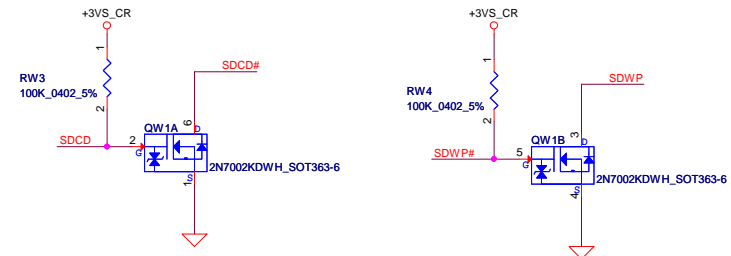 +3VS_CR
1
RW3
100K_0402_5%
2
SDCD
2
G
QW1A
SDCD#
6
D
2N7002KDWH_SOT363-6
S
1
+3VS_CR
1
RW4
100K_0402_5%
2
SDWP#
5
G
QW1B
SDWP
3
D
2N7002KDWH_SOT363-6
S
4